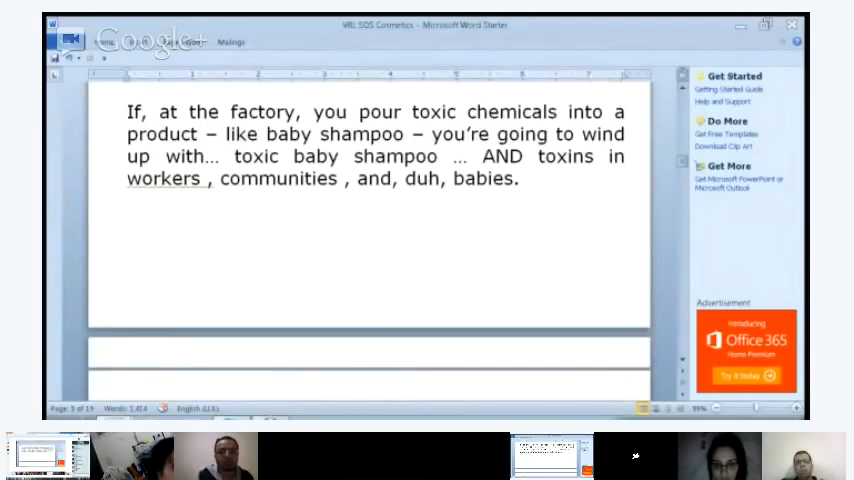 VBL SOS Cosmetics - Microsoft Word Starter
Google+
Mailings
If, at the factory, you pour toxic chemicals into a
product – like baby shampoo – you’re going to wind
up with… toxic baby shampoo … AND toxins in
workers , communities , and, duh, babies.
Get Started
Getting Started Guide
Help and Support
Do More
Get Free Templates
Download Clip Art
Get More
Get Microsoft PowerPoint or
Microsoft Outlook
Advertisement
Introducing
Office 365
Home Premium
Try it today
Page: 5 of 19 Words: 1,414 English (U.S.) 99%